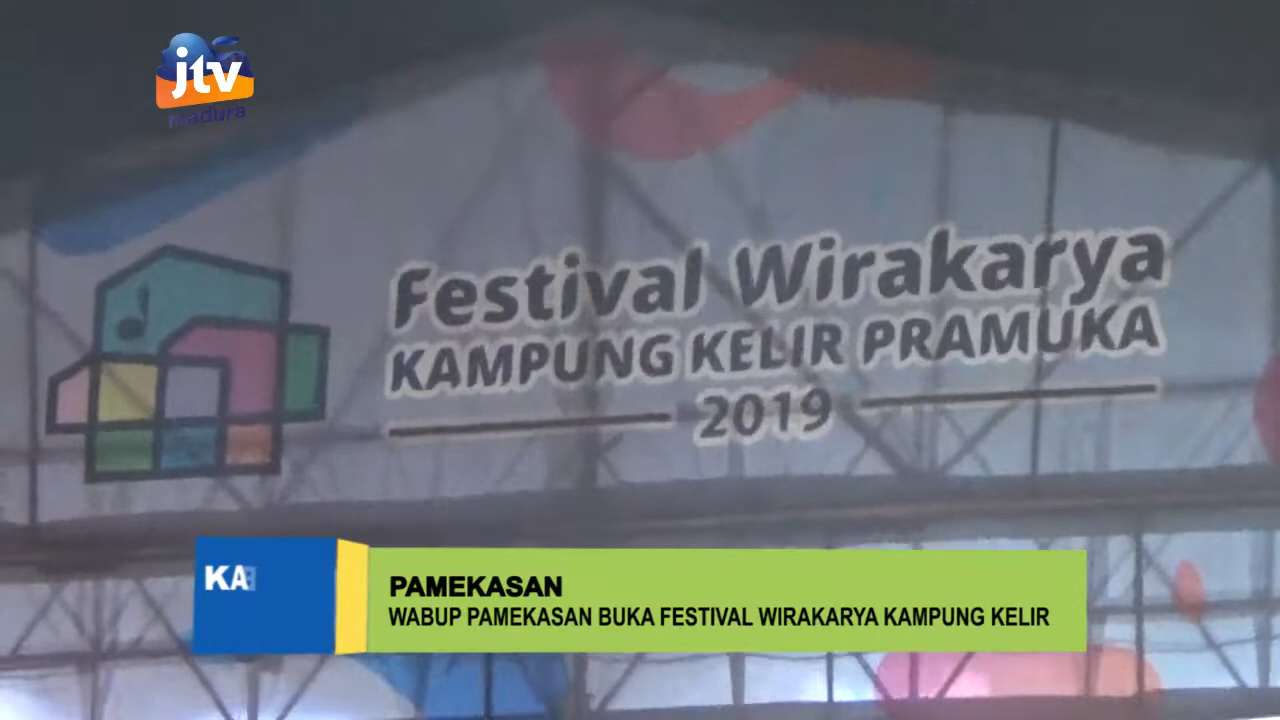 jtv
madura
Festival Wirakarya
KAMPUNG KELIR PRAMUKA
2019
KA
PAMEKASAN
WABUP PAMEKASAN BUKA FESTIVAL WIRAKARYA KAMPUNG KELIR